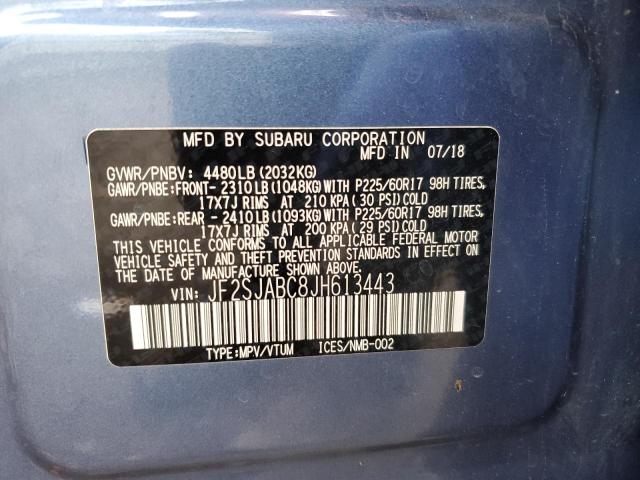 MFD BY SUBARU CORPORATION
MFD IN 07/18
GVWR/PNBV: 4480LB(2032KG)
GAWR/PNBE:FRONT- 2310LB(1048KG)WITH P225/60R17 98H TIRES,
17X7J RIMS AT 210 KPA(30 PSI)COLD
GAWR/PNBE:REAR - 2410LB(1093KG)WITH P225/60R17 98H TIRES,
17X7J RIMS AT 200 KPA(29 PSI)COLD
THIS VEHICLE CONFORMS TO ALL APPLICABLE FEDERAL MOTOR
VEHICLE SAFETY AND THEFT PREVENTION STANDARDS IN EFFECT ON
THE DATE OF MANUFACTURE SHOWN ABOVE.
VIN: JF2SJABC8JH613443
TYPE:MPV/VTUM ICES/NMB-002